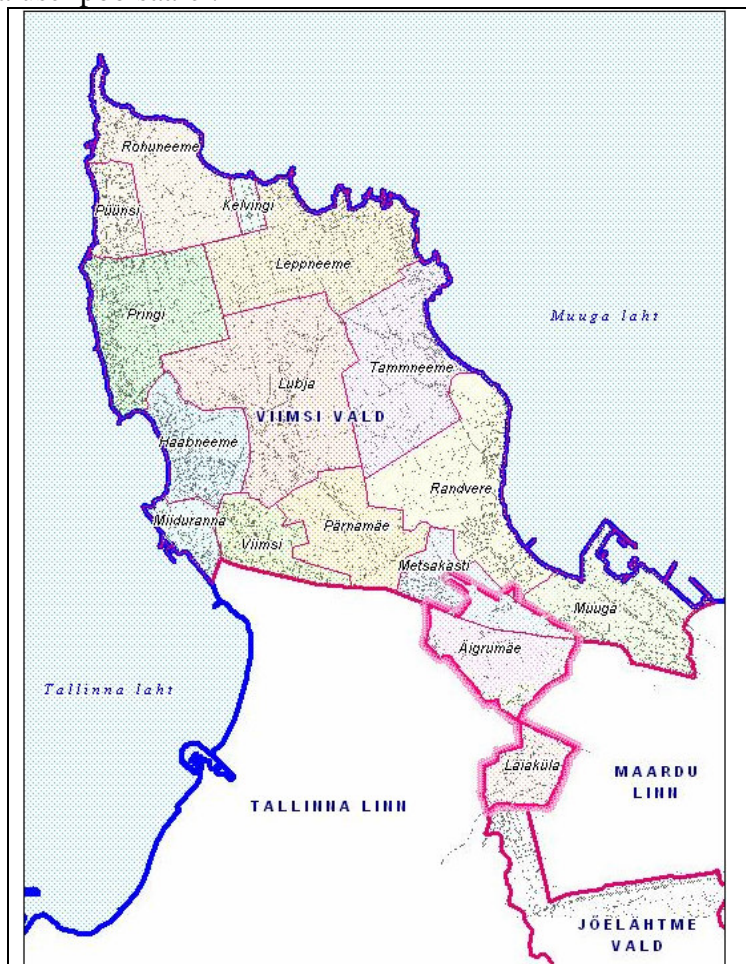 Rohuneeme
Püünsi
Kelvingi
Leppneeme
Pringi
Muuga laht
Tammneeme
Lubja
VIIMSI VALD
Haabneeme
Randvere
Miiduranna
Viimsi
Pärnamäe
Metsakasti
Muuga
Äigrumäe
Tallinna laht
Laiaküla
MAARDU
LINN
TALLINNA LINN
JÕELÄHTME
VALD